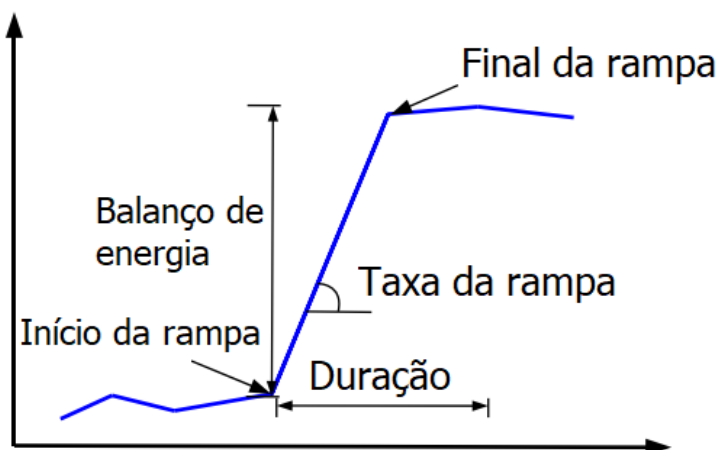 Final da rampa
Balanço de
energia
Taxa da rampa
Início da rampa
Duração